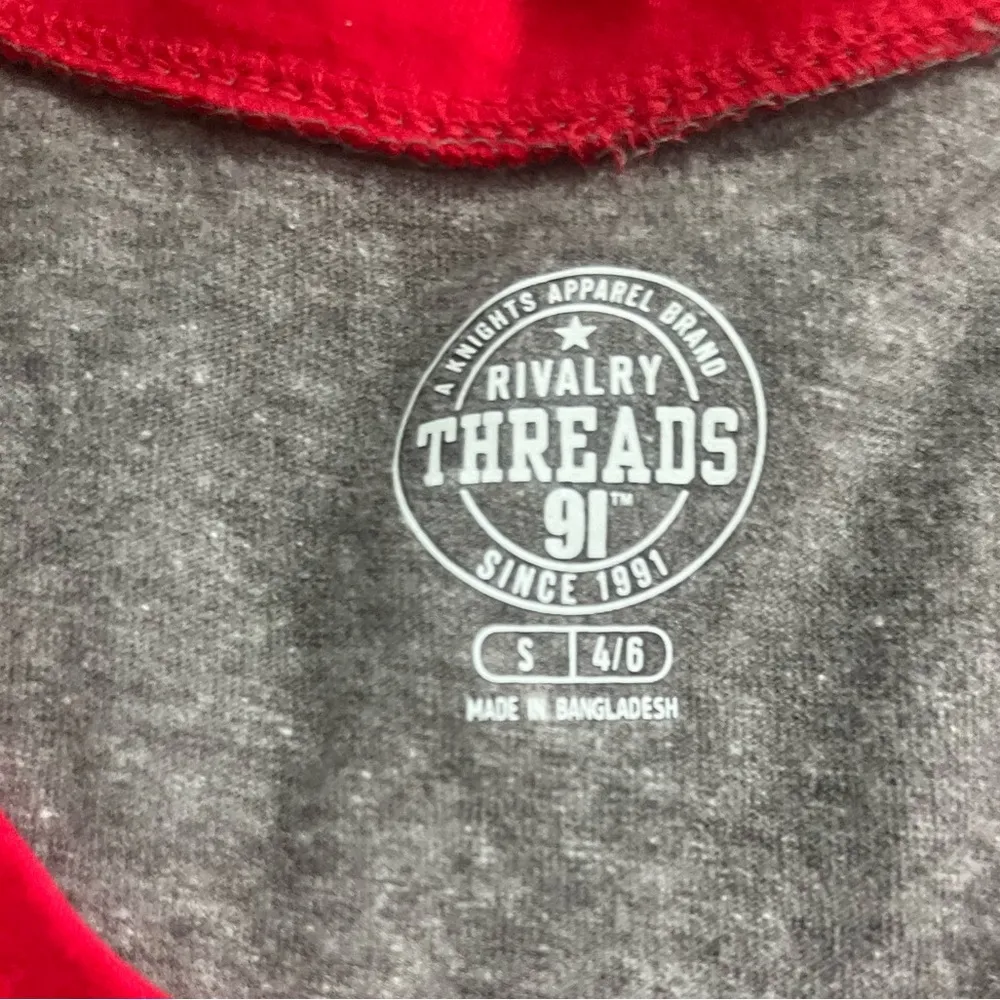 A KNIGHTS APPAREL BRAND
RIVALRY
THREADS
91™
SINCE 1991
S 4/6
MADE IN BANGLADESH